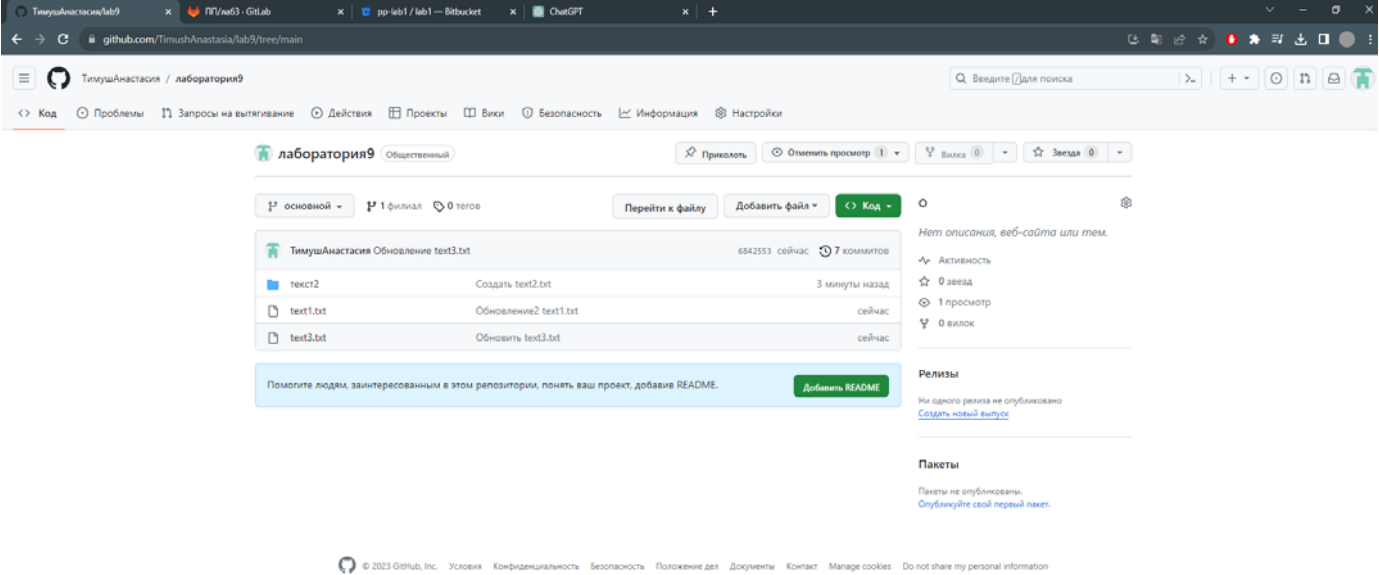 ТимушАнастасия/lab9
ПП/лаб3 · GitLab
pp-lab1 / lab1 — Bitbucket
ChatGPT
github.com/TimushAnastasia/lab9/tree/main
ТимушАнастасия / лаборатория9
Введите / для поиска
Код Проблемы Запросы на вытягивание Действия Проекты Вики Безопасность Информация Настройки
лаборатория9 Общественный
Приколоть Отменить просмотр 1 Вилка 0 Звезда 0
основной 1 филиал 0 тегов Перейти к файлу Добавить файл Код
О
Нет описания, веб-сайта или тем.
ТимушАнастасия Обновление text3.txt 6842553 сейчас 7 коммитов
текст2 Создать text2.txt 3 минуты назад
text1.txt Обновление2 text1.txt сейчас
text3.txt Обновить text3.txt сейчас
Помогите людям, заинтересованным в этом репозитории, понять ваш проект, добавив README. Добавить README
Активность
0 звезд
1 просмотр
0 вилок
Релизы
Ни одного релиза не опубликовано
Создать новый выпуск
Пакеты
Пакеты не опубликованы.
Опубликуйте свой первый пакет.
© 2023 GitHub, Inc. Условия Конфиденциальность Безопасность Положение дел Документы Контакт Manage cookies Do not share my personal information